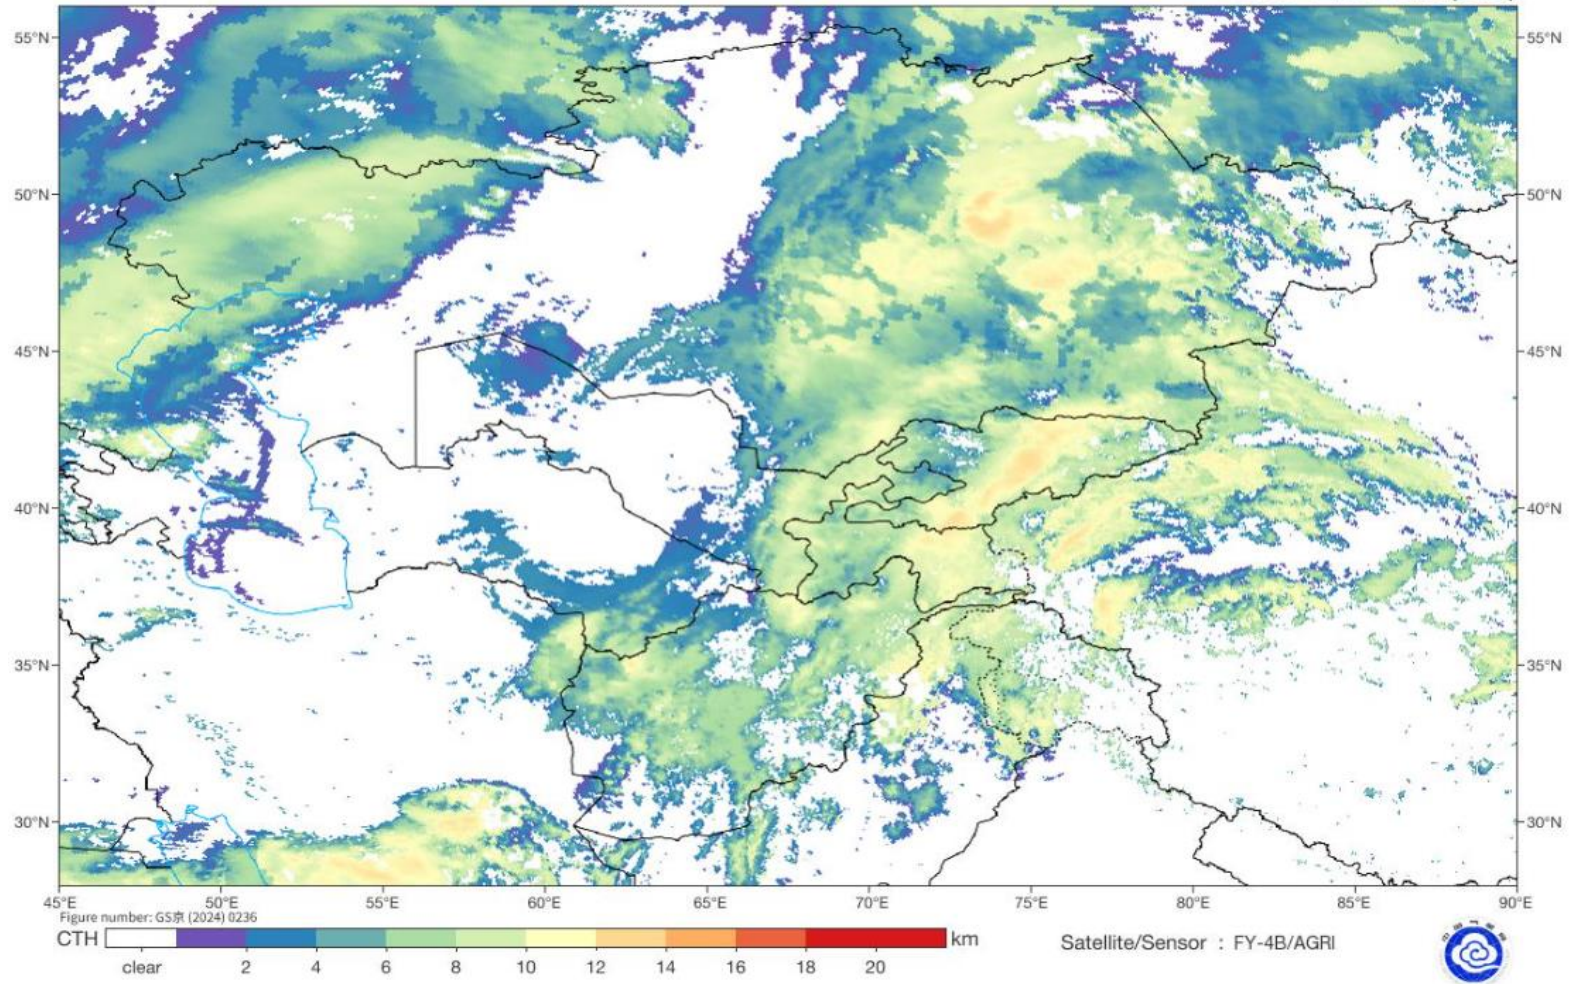 55°N 55°N
50°N 50°N
45°N 45°N
40°N 40°N
35°N 35°N
30°N 30°N
45°E 50°E 55°E 60°E 65°E 70°E 75°E 80°E 85°E 90°E
Figure number: GS京 (2024) 0236
CTH km
clear 2 4 6 8 10 12 14 16 18 20
Satellite/Sensor : FY-4B/AGRI